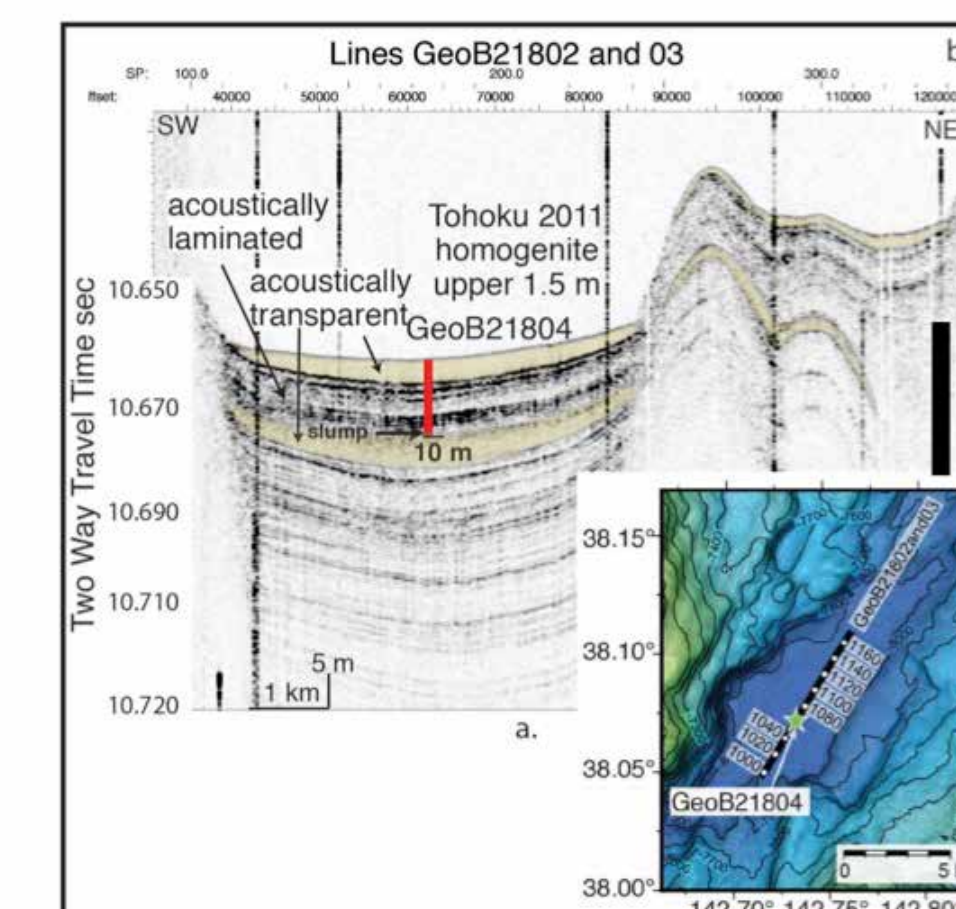 Lines GeoB21802 and 03
b
SP: 100.0 200.0 300.0
ffset: 40000 50000 60000 70000 80000 90000 100000 110000 120000
SW
NE
acoustically
laminated
acoustically
transparent
Tohoku 2011
homogenite
upper 1.5 m
GeoB21804
slump
10 m
Two Way Travel Time sec
10.650
10.670
10.690
10.710
10.720
5 m
1 km
a.
38.15°
38.10°
38.05°
38.00°
GeoB21802and03
1160
1140
1120
1100
1080
1040
1020
1000
GeoB21804
7700
7700
0 5
142.70° 142.75° 142.80